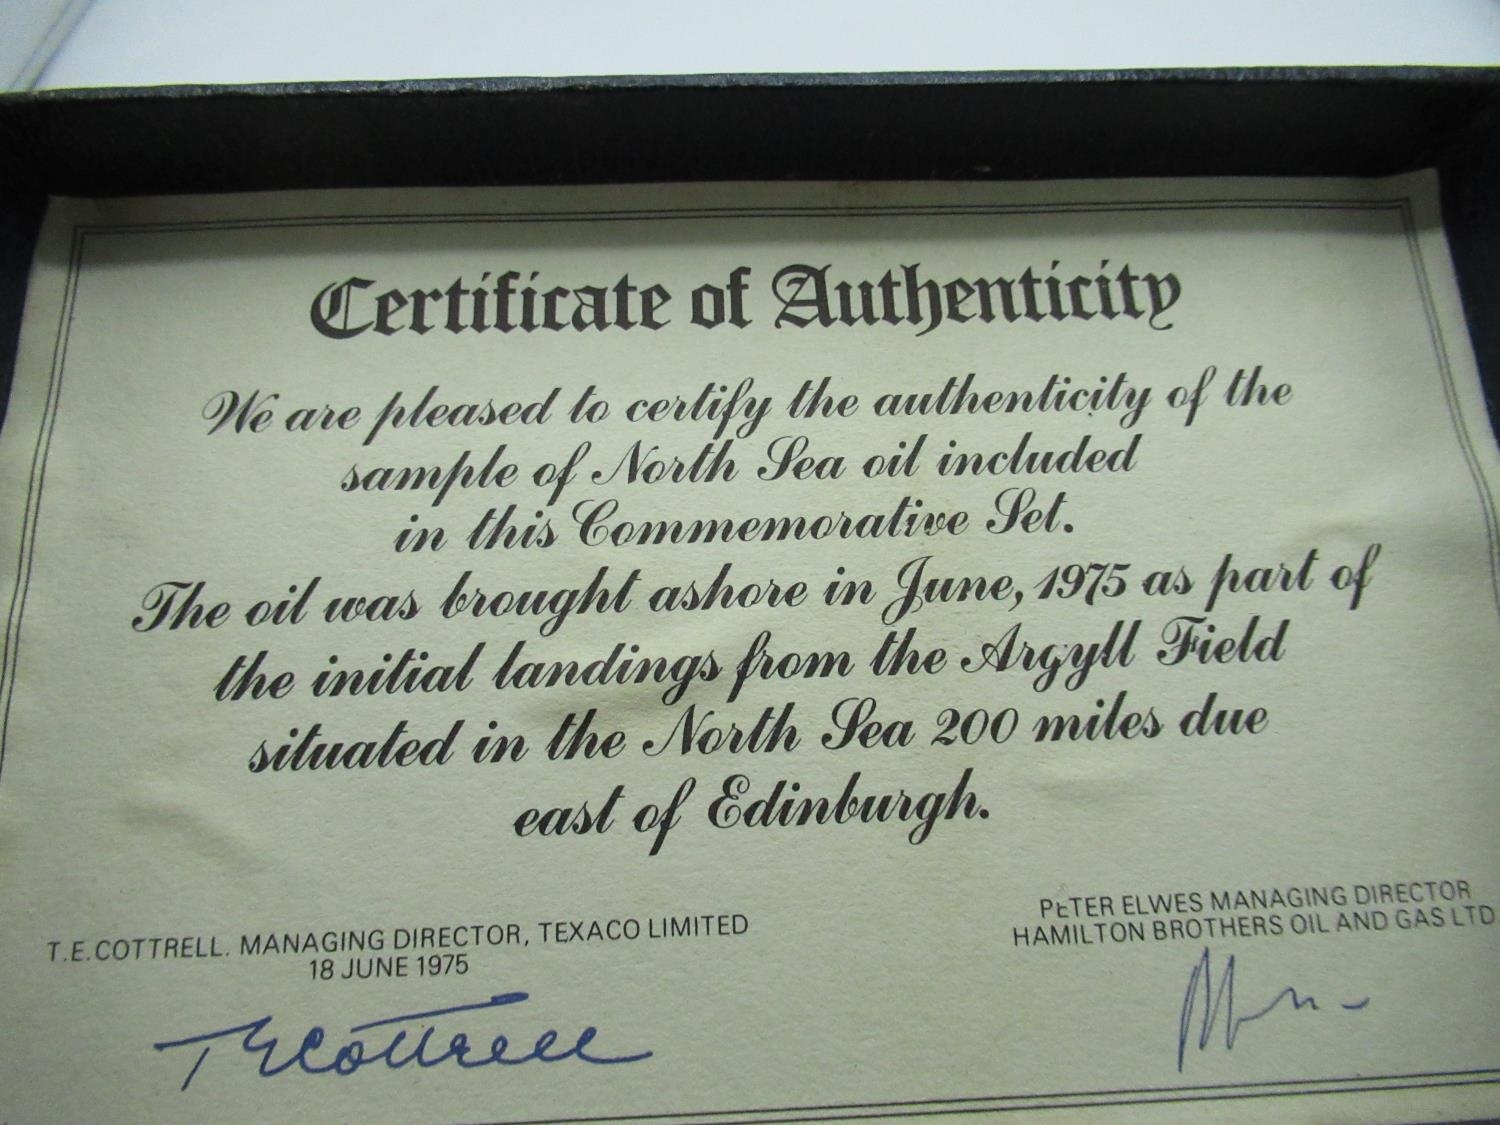 Certificate of Authenticity
We are pleased to certify the authenticity of the
sample of North Sea oil included
in this Commemorative Set.
The oil was brought ashore in June, 1975 as part of
the initial landings from the Argyll Field
situated in the North Sea 200 miles due
east of Edinburgh.
T.E.COTTRELL. MANAGING DIRECTOR, TEXACO LIMITED
18 JUNE 1975
TECottrell
PETER ELWES MANAGING DIRECTOR
HAMILTON BROTHERS OIL AND GAS LTD